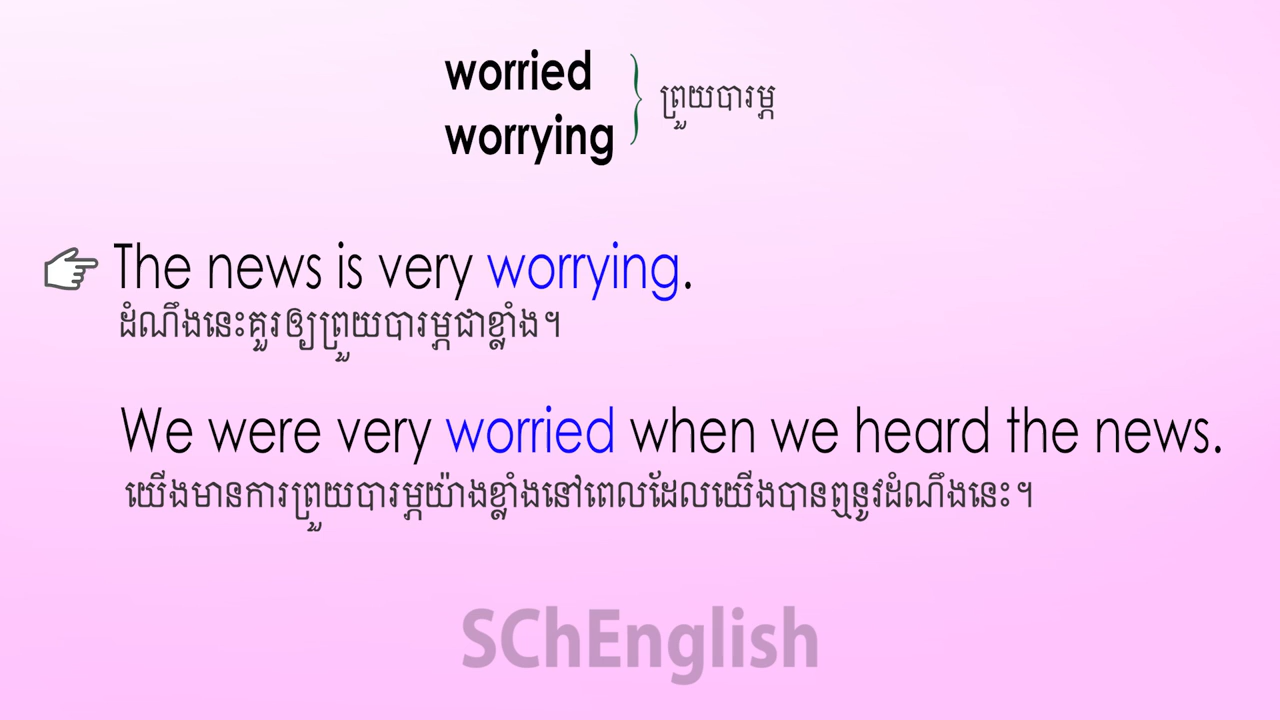 worried
worrying
ព្រួយបារម្ភ
The news is very worrying.
ដំណឹងនេះគួរឲ្យព្រួយបារម្ភជាខ្លាំង។
We were very worried when we heard the news.
យើងមានការព្រួយបារម្ភយ៉ាងខ្លាំងនៅពេលដែលយើងបានឮនូវដំណឹងនេះ។
SChEnglish